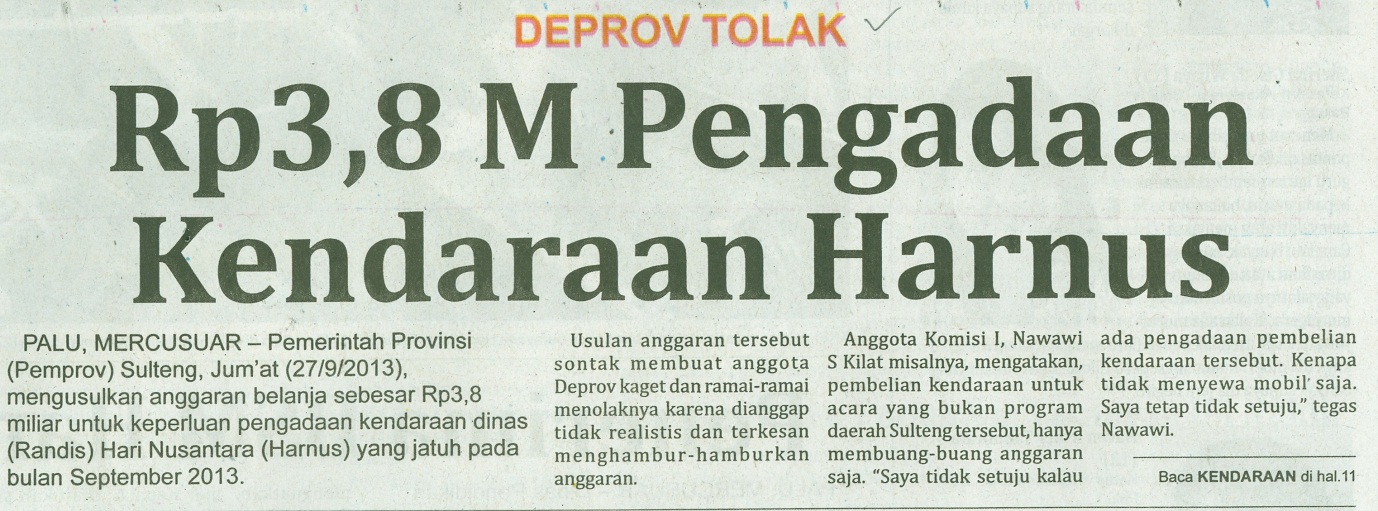 DEPROV TOLAK
Rp3,8 M Pengadaan
Kendaraan Harnus
PALU, MERCUSUAR – Pemerintah Provinsi
(Pemprov) Sulteng, Jum'at (27/9/2013),
mengusulkan anggaran belanja sebesar Rp3,8
miliar untuk keperluan pengadaan kendaraan dinas
(Randis) Hari Nusantara (Harnus) yang jatuh pada
bulan September 2013.
Usulan anggaran tersebut
sontak membuat anggota
Deprov kaget dan ramai-ramai
menolaknya karena dianggap
tidak realistis dan terkesan
menghambur-hamburkan
anggaran.
Anggota Komisi I, Nawawi
S Kilat misalnya, mengatakan,
pembelian kendaraan untuk
acara yang bukan program
daerah Sulteng tersebut, hanya
membuang-buang anggaran
saja. “Saya tidak setuju kalau
ada pengadaan pembelian
kendaraan tersebut. Kenapa
tidak menyewa mobil saja.
Saya tetap tidak setuju,” tegas
Nawawi.
Baca KENDARAAN di hal.11